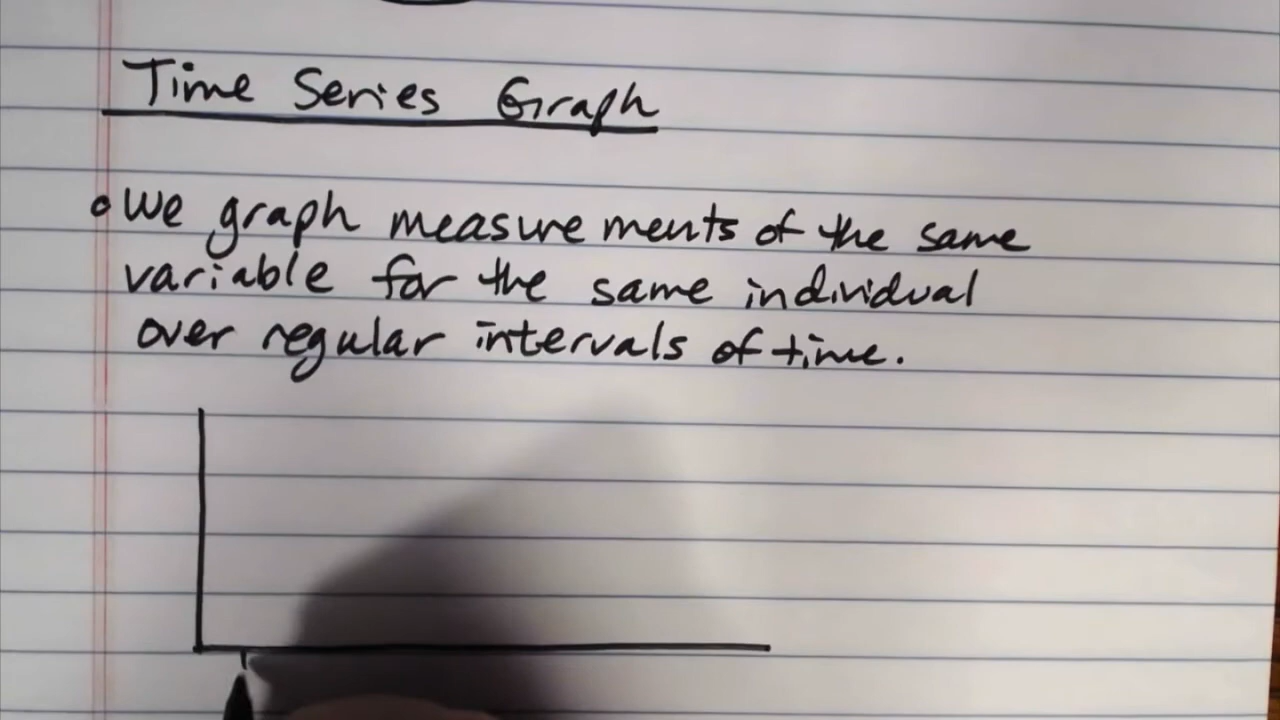 Time Series Graph
• We graph measurements of the same
variable for the same individual
over regular intervals of time.